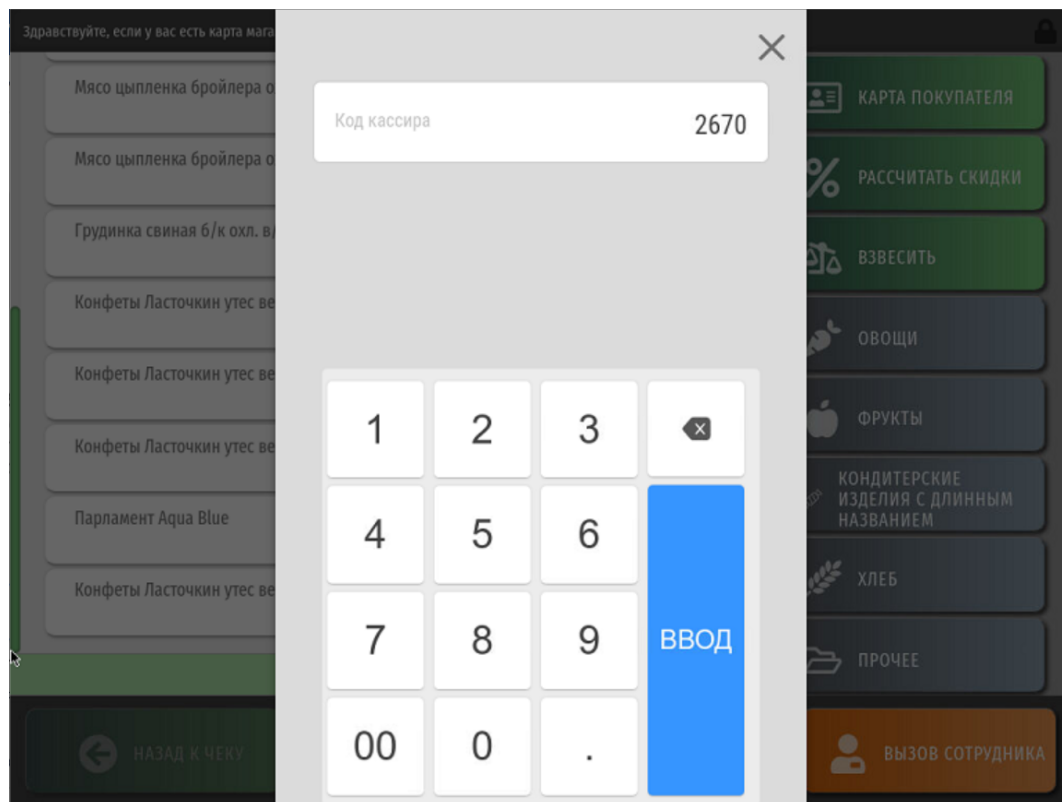 Здравствуйте, если у вас есть карта мага
Мясо цыпленка бройлера о
Мясо цыпленка бройлера о
Грудинка свиная б/к охл. в/
Конфеты Ласточкин утес ве
Конфеты Ласточкин утес ве
Конфеты Ласточкин утес ве
Парламент Aqua Blue
Конфеты Ласточкин утес ве
НАЗАД К ЧЕКУ
Код кассира 2670
1 2 3
4 5 6
7 8 9 ВВОД
00 0 .
КАРТА ПОКУПАТЕЛЯ
РАССЧИТАТЬ СКИДКИ
ВЗВЕСИТЬ
ОВОЩИ
ФРУКТЫ
КОНДИТЕРСКИЕ
ИЗДЕЛИЯ С ДЛИННЫМ
НАЗВАНИЕМ
ХЛЕБ
ПРОЧЕЕ
ВЫЗОВ СОТРУДНИКА